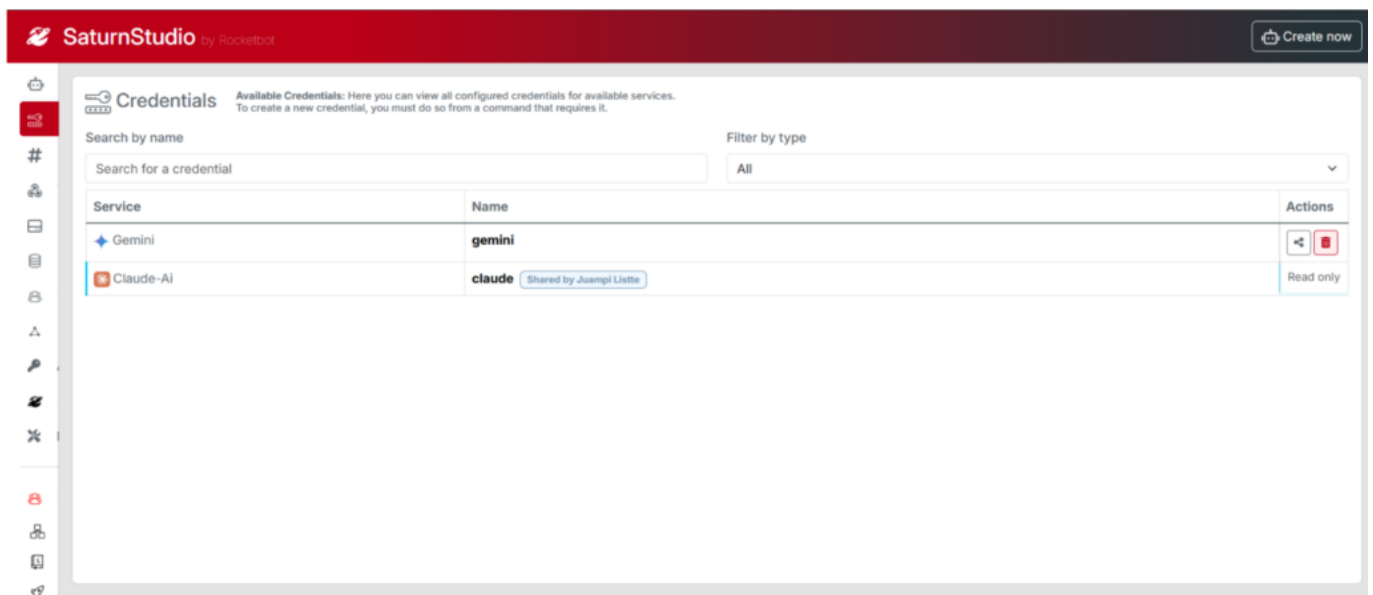 SaturnStudio by Rocketbot
Create now
Credentials
Available Credentials: Here you can view all configured credentials for available services.
To create a new credential, you must do so from a command that requires it.
Search by name
Filter by type
Search for a credential
All
Service Name Actions
Gemini gemini
Claude-Ai claude Shared by Juampi Listte Read only